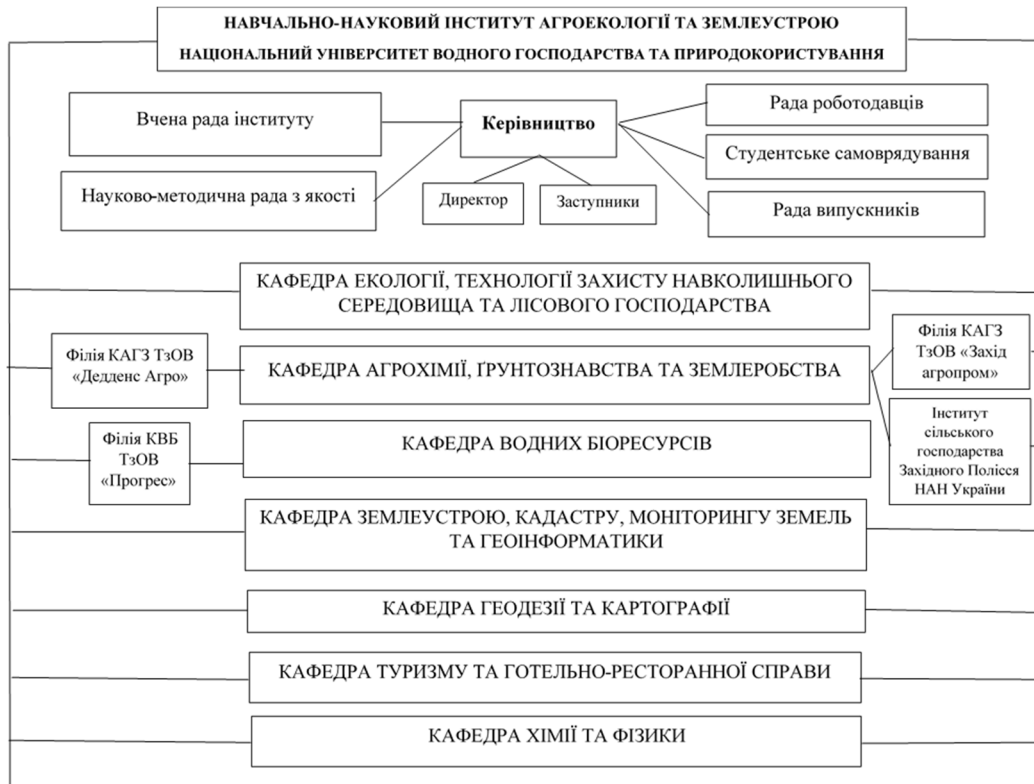 НАВЧАЛЬНО-НАУКОВИЙ ІНСТИТУТ АГРОЕКОЛОГІЇ ТА ЗЕМЛЕУСТРОЮ
НАЦІОНАЛЬНИЙ УНІВЕРСИТЕТ ВОДНОГО ГОСПОДАРСТВА ТА ПРИРОДОКОРИСТУВАННЯ
Вчена рада інституту
Керівництво
Рада роботодавців
Студентське самоврядування
Науково-методична рада з якості
Директор
Заступники
Рада випускників
КАФЕДРА ЕКОЛОГІЇ, ТЕХНОЛОГІЇ ЗАХИСТУ НАВКОЛИШНЬОГО
СЕРЕДОВИЩА ТА ЛІСОВОГО ГОСПОДАРСТВА
Філія КАГЗ ТзОВ
«Дедденс Агро»
КАФЕДРА АГРОХІМІЇ, ҐРУНТОЗНАВСТВА ТА ЗЕМЛЕРОБСТВА
Філія КАГЗ
ТзОВ «Захід
агропром»
Філія КВБ
ТзОВ
«Прогрес»
КАФЕДРА ВОДНИХ БІОРЕСУРСІВ
Інститут
сільського
господарства
Західного Полісся
НАН України
КАФЕДРА ЗЕМЛЕУСТРОЮ, КАДАСТРУ, МОНІТОРИНГУ ЗЕМЕЛЬ
ТА ГЕОІНФОРМАТИКИ
КАФЕДРА ГЕОДЕЗІЇ ТА КАРТОГРАФІЇ
КАФЕДРА ТУРИЗМУ ТА ГОТЕЛЬНО-РЕСТОРАННОЇ СПРАВИ
КАФЕДРА ХІМІЇ ТА ФІЗИКИ